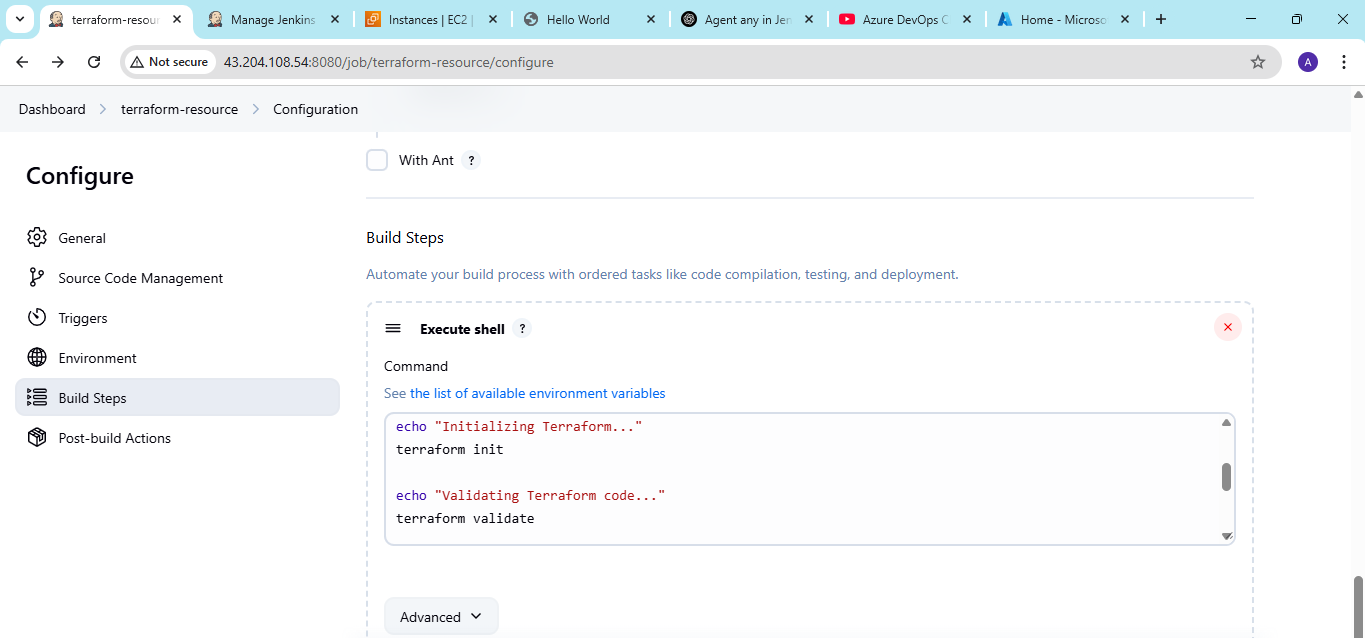 terraform-resour
Manage Jenkins
Instances | EC2 |
Hello World
Agent any in Jen
Azure DevOps C
Home - Microso
Not secure
43.204.108.54:8080/job/terraform-resource/configure
A
Dashboard
terraform-resource
Configuration
With Ant ?
Configure
General
Source Code Management
Triggers
Environment
Build Steps
Post-build Actions
Build Steps
Automate your build process with ordered tasks like code compilation, testing, and deployment.
Execute shell ?
Command
See the list of available environment variables
echo "Initializing Terraform..."
terraform init
echo "Validating Terraform code..."
terraform validate
Advanced